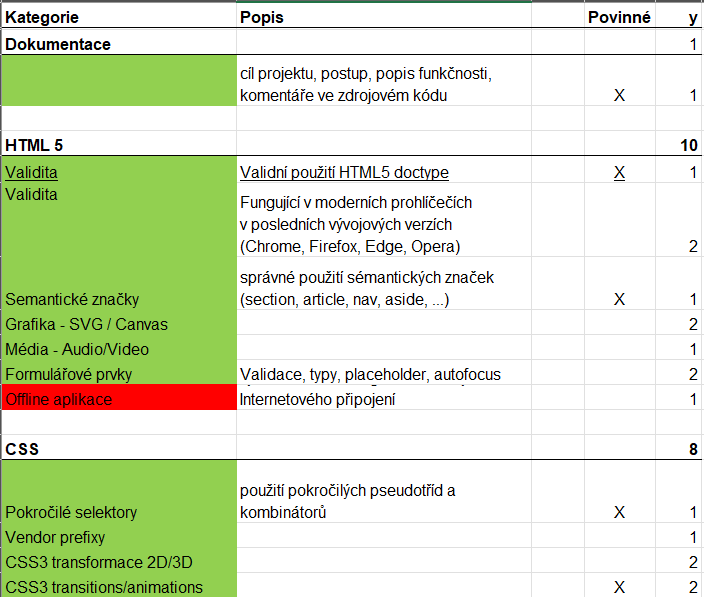 Kategorie Popis Povinné y
Dokumentace 1
cíl projektu, postup, popis funkčnosti,
komentáře ve zdrojovém kódu X 1
HTML 5 10
Validita Validní použití HTML5 doctype X 1
Validita
Fungující v moderních prohlíčečích
v posledních vývojových verzích
(Chrome, Firefox, Edge, Opera) 2
správné použití sémantických značek
Semantické značky (section, article, nav, aside, ...) X 1
Grafika - SVG / Canvas 2
Média - Audio/Video 1
Formulářové prvky Validace, typy, placeholder, autofocus 2
Offline aplikace Internetového připojení 1
CSS 8
použití pokročilých pseudotříd a
Pokročilé selektory kombinátorů X 1
Vendor prefixy 1
CSS3 transformace 2D/3D 2
CSS3 transitions/animations X 2